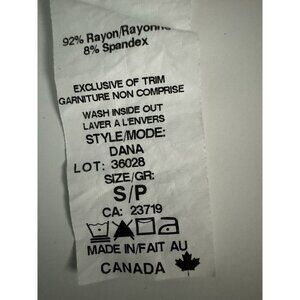 92% Rayon/Rayonne
8% Spandex
EXCLUSIVE OF TRIM
GARNITURE NON COMPRISE
WASH INSIDE OUT
LAVER A L'ENVERS
STYLE/MODE:
DANA
LOT: 36028
SIZE/GR:
S/P
CA: 23719
MADE IN/FAIT AU
CANADA